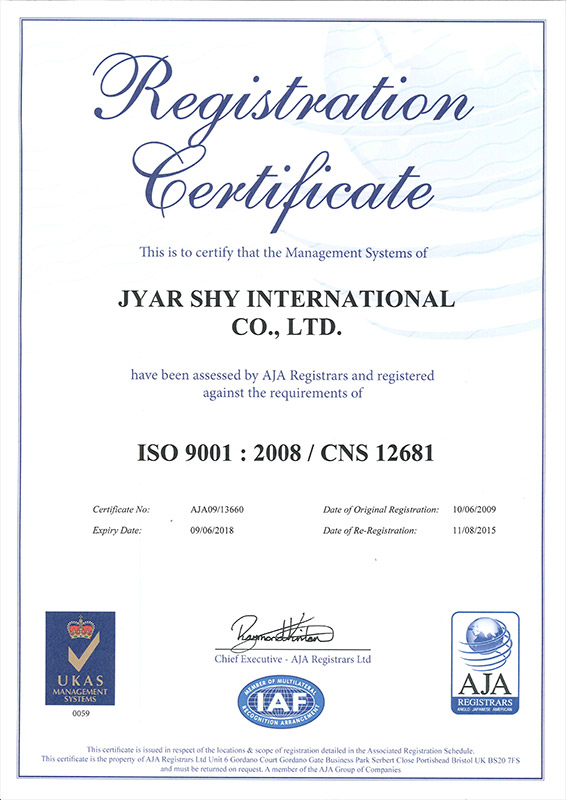 Registration
Certificate
This is to certify that the Management Systems of
JYAR SHY INTERNATIONAL
CO., LTD.
have been assessed by AJA Registrars and registered
against the requirements of
ISO 9001 : 2008 / CNS 12681
Certificate No: AJA09/13660 Date of Original Registration: 10/06/2009
Expiry Date: 09/06/2018 Date of Re-Registration: 11/08/2015
Chief Executive - AJA Registrars Ltd
UKAS
MANAGEMENT
SYSTEMS
0059
MEMBER OF MULTILATERAL
IAF
RECOGNITION ARRANGEMENT
AJA
REGISTRARS
ANGLO JAPANESE AMERICAN
This certificate is issued in respect of the locations & scope of registration detailed in the Associated Registration Schedule.
This certificate is the property of AJA Registrars Ltd Unit 6 Gordano Court Gordano Gate Business Park Serbert Close Portishead Bristol UK BS20 7FS
and must be returned on request. A member of the AJA Group of Companies